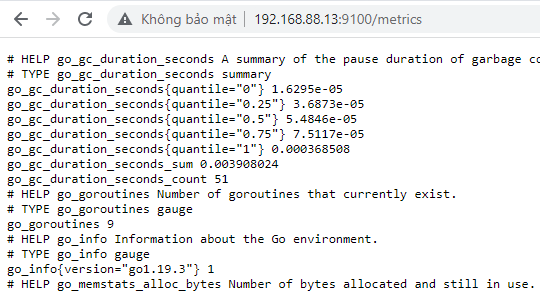 Không bảo mật | 192.168.88.13:9100/metrics
# HELP go_gc_duration_seconds A summary of the pause duration of garbage
# TYPE go_gc_duration_seconds summary
go_gc_duration_seconds{quantile="0"} 1.6295e-05
go_gc_duration_seconds{quantile="0.25"} 3.6873e-05
go_gc_duration_seconds{quantile="0.5"} 5.4846e-05
go_gc_duration_seconds{quantile="0.75"} 7.5117e-05
go_gc_duration_seconds{quantile="1"} 0.000368508
go_gc_duration_seconds_sum 0.003908024
go_gc_duration_seconds_count 51
# HELP go_goroutines Number of goroutines that currently exist.
# TYPE go_goroutines gauge
go_goroutines 9
# HELP go_info Information about the Go environment.
# TYPE go_info gauge
go_info{version="go1.19.3"} 1
# HELP go_memstats_alloc_bytes Number of bytes allocated and still in use.